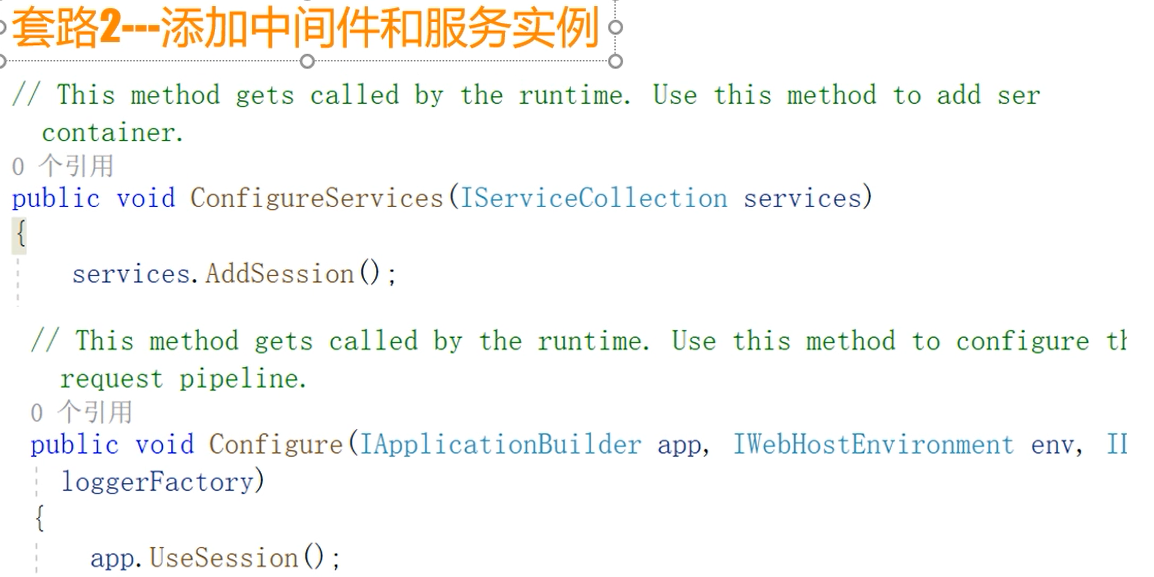 套路2---添加中间件和服务实例
// This method gets called by the runtime. Use this method to add ser
container.
0 个引用
public void ConfigureServices(IServiceCollection services)
{
services.AddSession();
// This method gets called by the runtime. Use this method to configure th
request pipeline.
0 个引用
public void Configure(IApplicationBuilder app, IWebHostEnvironment env,
loggerFactory)
{
app.UseSession();